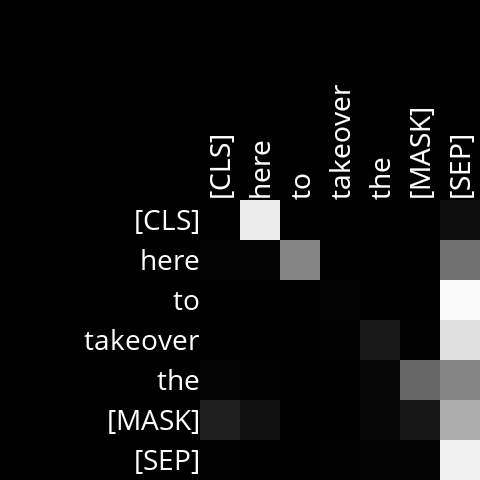 [CLS]
here
to
takeover
the
[MASK]
[SEP]
[CLS]
here
to
takeover
the
[MASK]
[SEP]